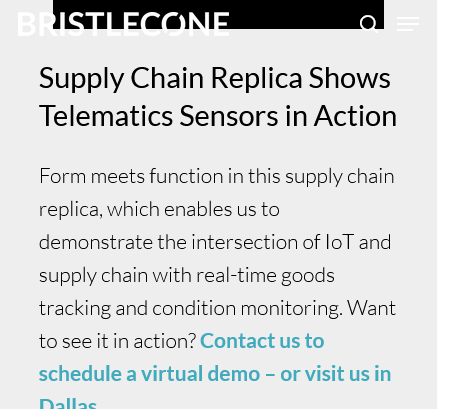 BRISTLECONE
Supply Chain Replica Shows
Telematics Sensors in Action
Form meets function in this supply chain
replica, which enables us to
demonstrate the intersection of IoT and
supply chain with real-time goods
tracking and condition monitoring. Want
to see it in action? Contact us to
schedule a virtual demo – or visit us in
Dallas